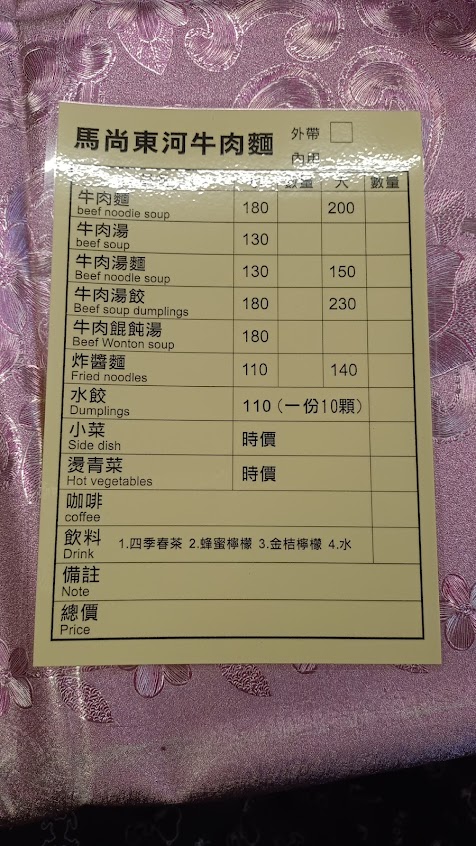 馬尚東河牛肉麵 外帶
內用
數量 大 數量
牛肉麵 180 200
beef noodle soup
牛肉湯 130
beef soup
牛肉湯麵 130 150
Beef noodle soup
牛肉湯餃 180 230
Beef soup dumplings
牛肉餛飩湯 180
Beef Wonton soup
炸醬麵 110 140
Fried noodles
水餃 110 (一份10顆)
Dumplings
小菜 時價
Side dish
燙青菜 時價
Hot vegetables
咖啡
coffee
飲料 1.四季春茶 2.蜂蜜檸檬 3.金桔檸檬 4.水
Drink
備註
Note
總價
Price